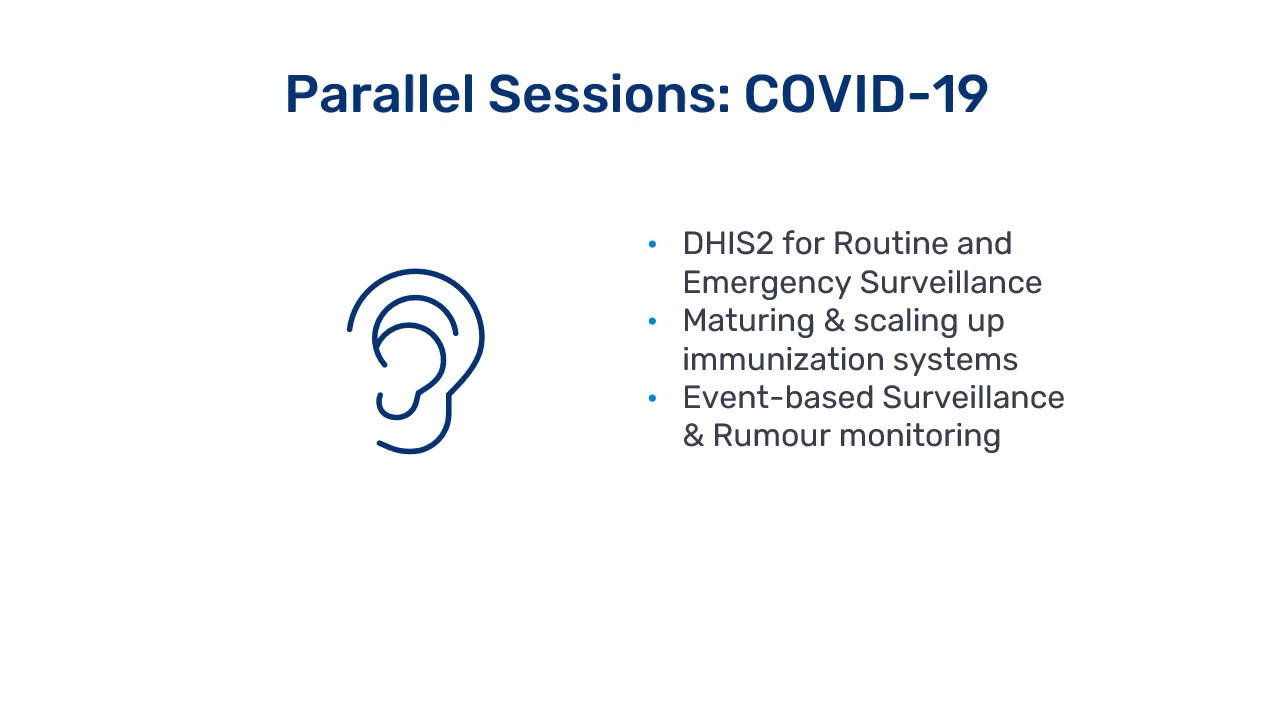 Parallel Sessions: COVID-19
• DHIS2 for Routine and
Emergency Surveillance
• Maturing & scaling up
immunization systems
• Event-based Surveillance
& Rumour monitoring